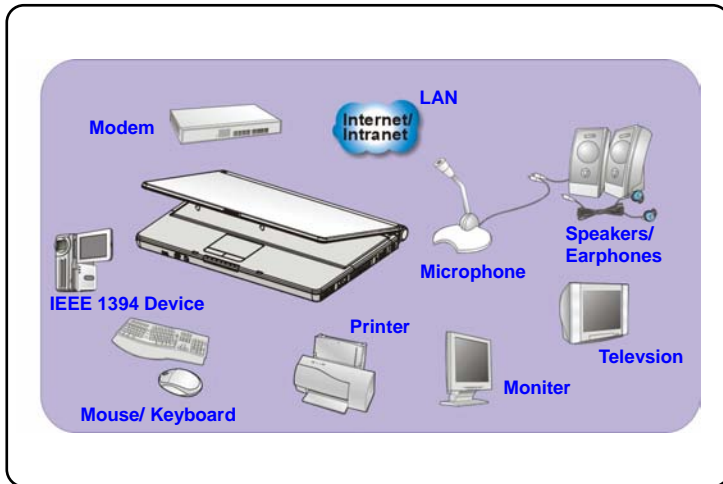 LAN
Modem
Internet/
Intranet
Speakers/
Earphones
Microphone
IEEE 1394 Device
Printer
Televsion
Moniter
Mouse/ Keyboard